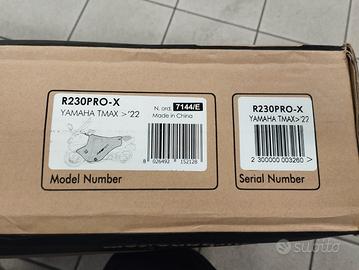 R230PRO-X
YAMAHA TMAX >'22
N. ord. 7144/E
Made in China
8 026492 152128
Model Number
R230PRO-X
YAMAHA TMAX>'22
2 300000 003260 >
Serial Number
subito